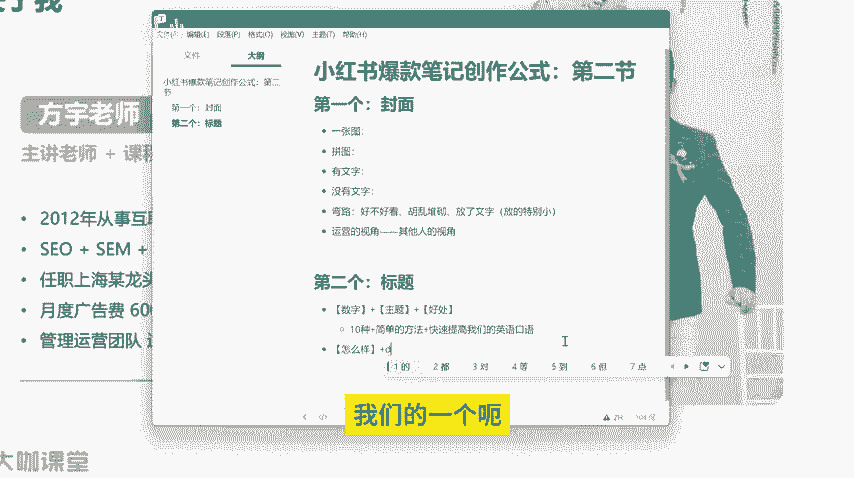 方宇老师
主讲老师 + 课程
2012年从事互联
SEO + SEM +
任职上海某龙头
月度广告费 600
管理运营团队
大咖课堂
编辑(E) 段落(P) 格式(O) 视图(V) 主题(T) 帮助(H)
文件 大纲
小红书爆款笔记创作公式：第二节
第一个：封面
第二个：标题
小红书爆款笔记创作公式：第二节
第一个：封面
一张图：
拼图：
有文字：
没有文字：
弯路：好不好看、胡乱堆砌、放了文字（放的特别小）
运营的视角——其他人的视角
第二个：标题
【数字】+【主题】+【好处】
10种+简单的方法+快速提高我们的英语口语
【怎么样】+d
1 的 2 都 3 对 4 等 5 到 6 但 7 点
我们的一个呃